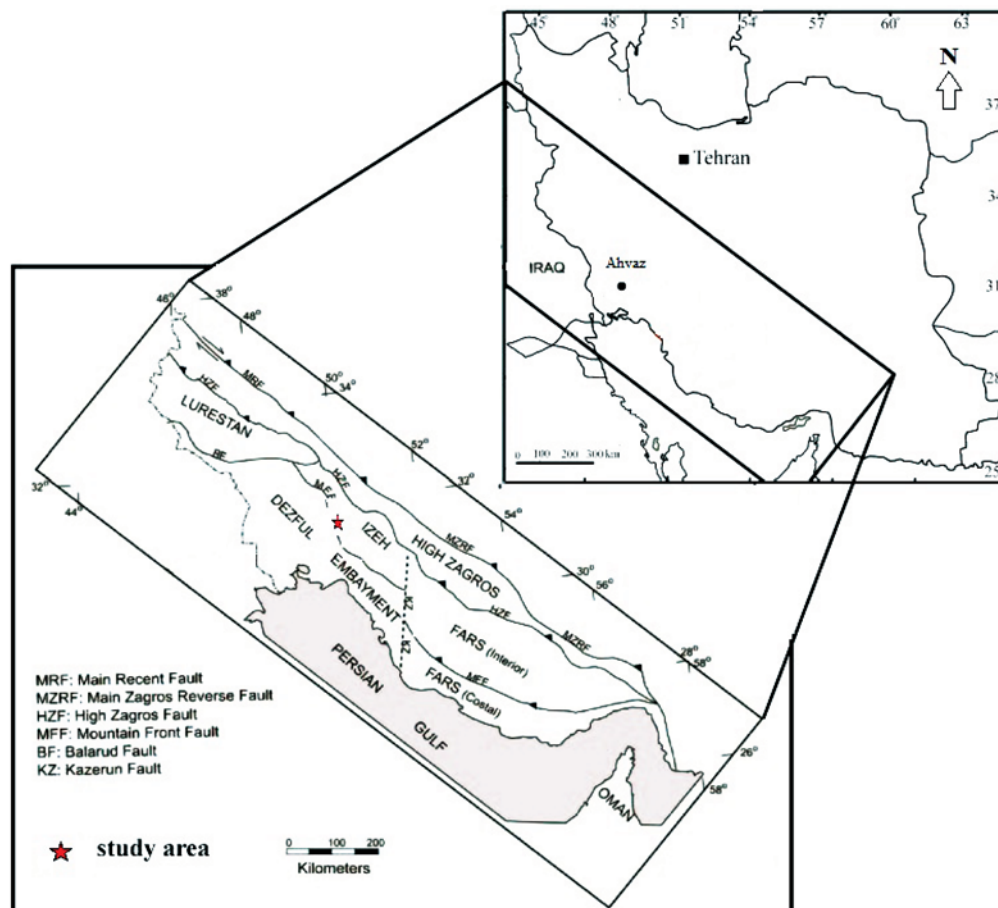 45 48 51 54 57 60 63
N
37
Tehran
34
IRAQ
Ahvaz
31
28
0 100 200 300 km
25
46°
38°
48°
MRF
HZF
50°
34
LURESTAN
BF
52°
32°
32°
44°
M.F.F
HZF
DEZFUL
IZEH
HIGH ZAGROS
MZRF
54°
EMBAYMENT
KZ
KZ
HZF
30°
56°
FARS (Interior)
MZRF
28°
58°
PERSIAN
GULF
MFF
FARS (Costal)
26°
58°
OMAN
MRF: Main Recent Fault
MZRF: Main Zagros Reverse Fault
HZF: High Zagros Fault
MFF: Mountain Front Fault
BF: Balarud Fault
KZ: Kazerun Fault
study area
0 100 200
Kilometers